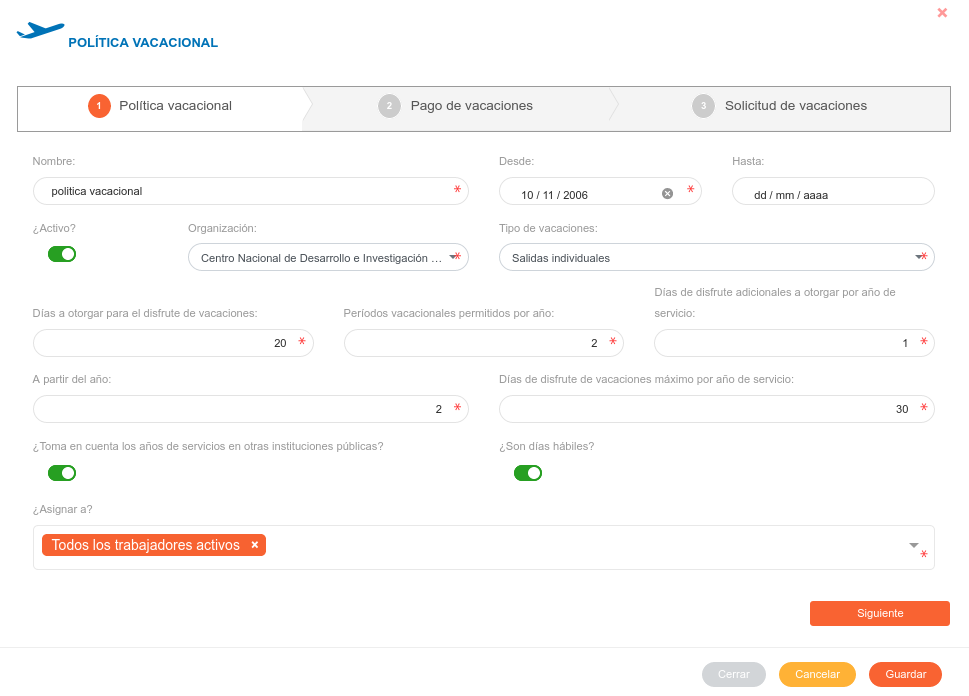 POLÍTICA VACACIONAL
1 Política vacacional
2 Pago de vacaciones
3 Solicitud de vacaciones
Nombre:
Desde:
Hasta:
politica vacacional *
10 / 11 / 2006 *
dd / mm / aaaa
¿Activo?
Organización:
Tipo de vacaciones:
Centro Nacional de Desarrollo e Investigación ... *
Salidas individuales *
Días a otorgar para el disfrute de vacaciones:
Períodos vacacionales permitidos por año:
Días de disfrute adicionales a otorgar por año de
servicio:
20 *
2 *
1 *
A partir del año:
Días de disfrute de vacaciones máximo por año de servicio:
2 *
30 *
¿Toma en cuenta los años de servicios en otras instituciones públicas?
¿Son días hábiles?
¿Asignar a?
Todos los trabajadores activos ×
*
Siguiente
Cerrar
Cancelar
Guardar